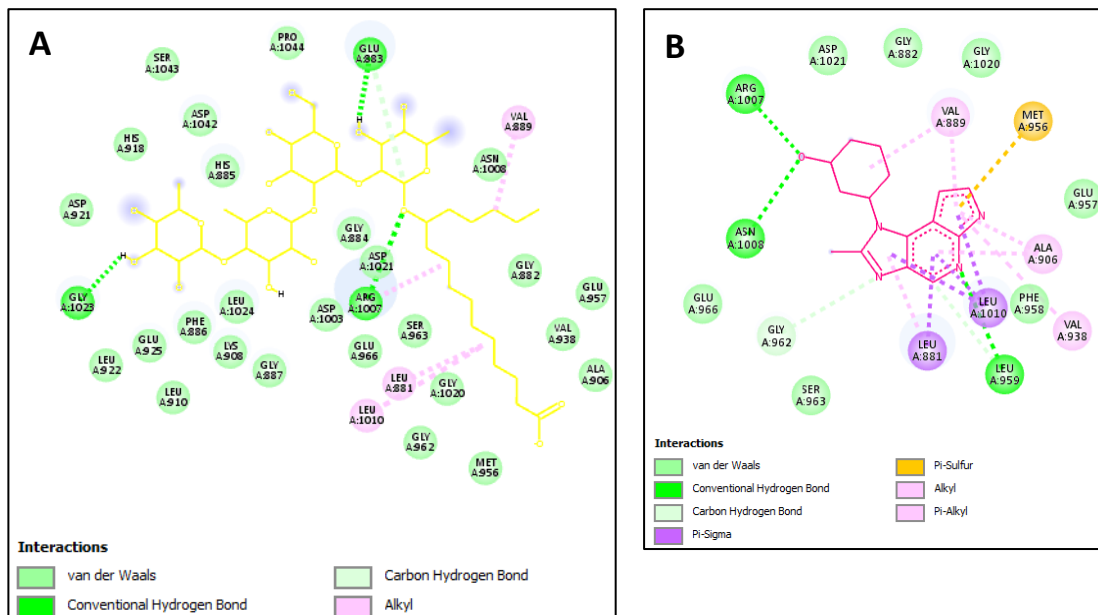 A
PRO
A:1044
GLU
A:983
SER
A:1043
ASP
A:1042
HIS
A:918
HIS
A:885
VAL
A:889
ASN
A:1008
ASP
A:921
GLY
A:884
ASP
A:1021
GLY
A:882
GLU
A:957
GLY
A:1023
LEU
A:1024
ASP
A:1003
ARG
A:1007
SER
A:963
VAL
A:938
PHE
A:886
GLU
A:925
LYS
A:908
GLU
A:966
LEU
A:922
GLY
A:887
LEU
A:881
GLY
A:1020
ALA
A:906
LEU
A:910
LEU
A:1010
GLY
A:962
MET
A:956
H
H
H
Interactions
van der Waals
Conventional Hydrogen Bond
Carbon Hydrogen Bond
Alkyl
B
ASP
A:1021
GLY
A:882
GLY
A:1020
ARG
A:1007
VAL
A:889
MET
A:956
GLU
A:957
ASN
A:1008
ALA
A:906
GLU
A:966
LEU
A:1010
PHE
A:958
GLY
A:962
VAL
A:938
LEU
A:881
LEU
A:959
SER
A:963
O
N
N
N
N
Interactions
van der Waals
Conventional Hydrogen Bond
Carbon Hydrogen Bond
Pi-Sigma
Pi-Sulfur
Alkyl
Pi-Alkyl